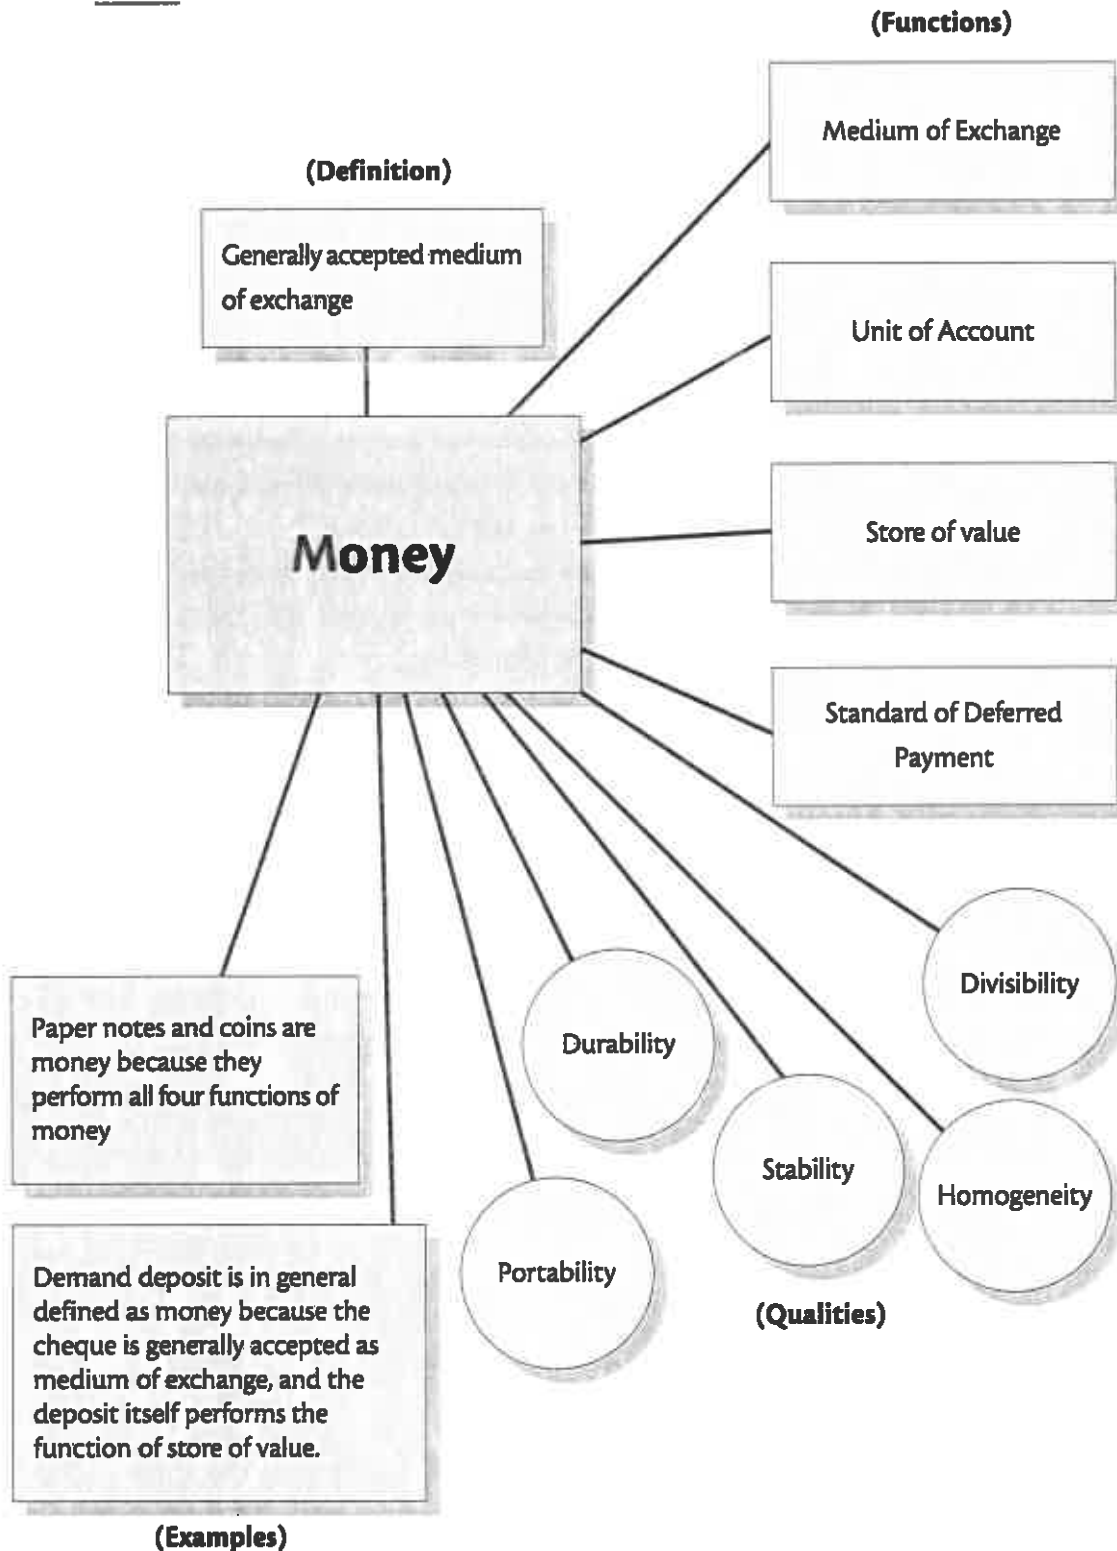 (Functions)
Medium of Exchange
(Definition)
Generally accepted medium
of exchange
Unit of Account
Money
Store of value
Standard of Deferred
Payment
Divisibility
Durability
Paper notes and coins are
money because they
perform all four functions of
money
Stability
Homogeneity
Portability
(Qualities)
Demand deposit is in general
defined as money because the
cheque is generally accepted as
medium of exchange, and the
deposit itself performs the
function of store of value.
(Examples)